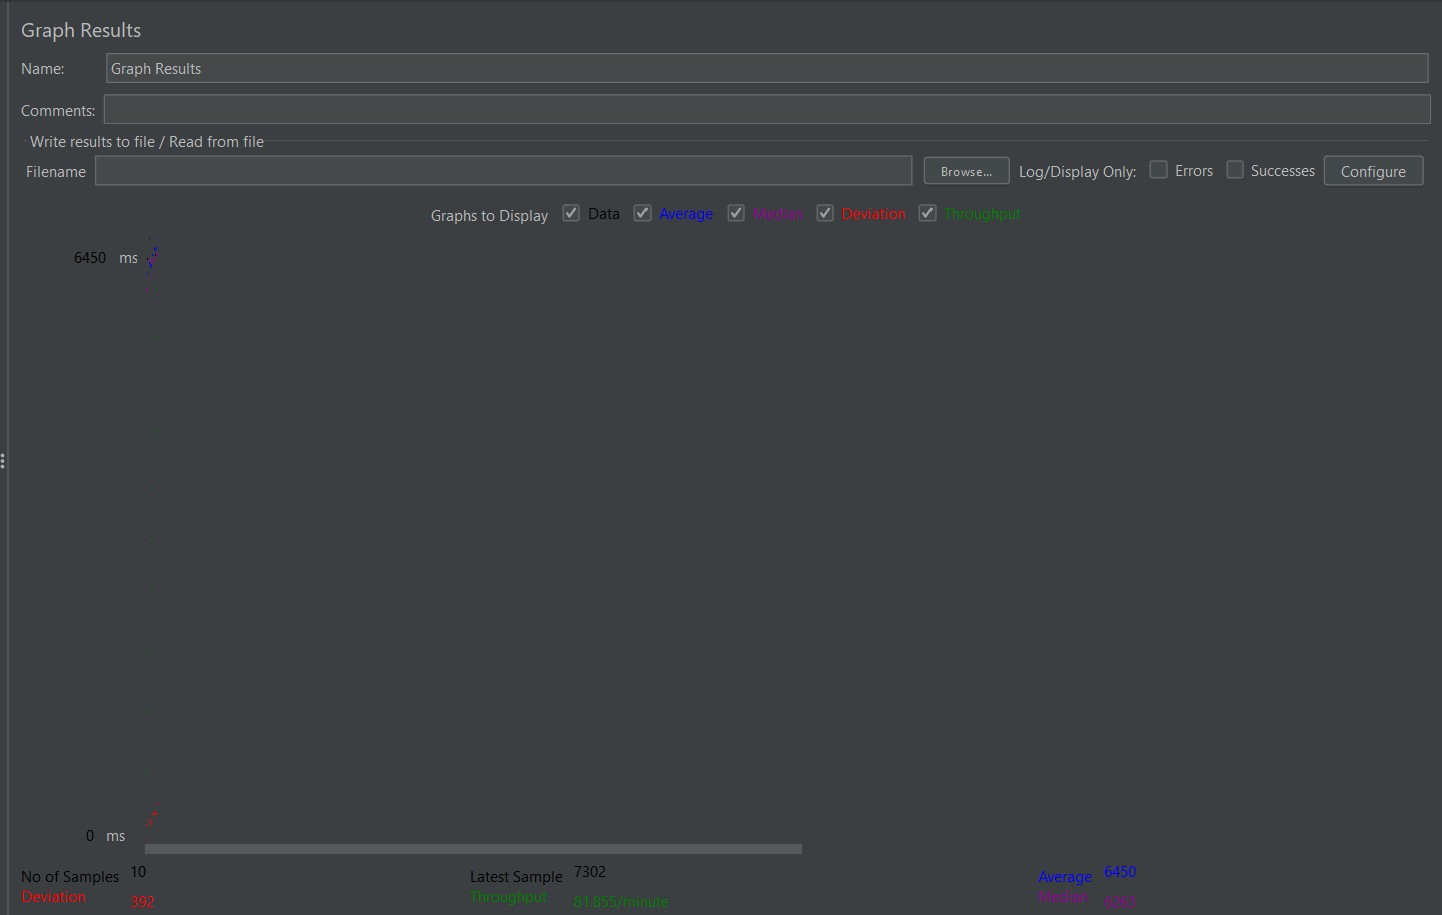 Graph Results
Name: Graph Results
Comments:
Write results to file / Read from file
Filename Browse... Log/Display Only: Errors Successes Configure
Graphs to Display Data Average Median Deviation Throughput
6450 ms
0 ms
No of Samples 10 Latest Sample 7302 Average 6450
Deviation 392 Throughput 81.855/minute Median